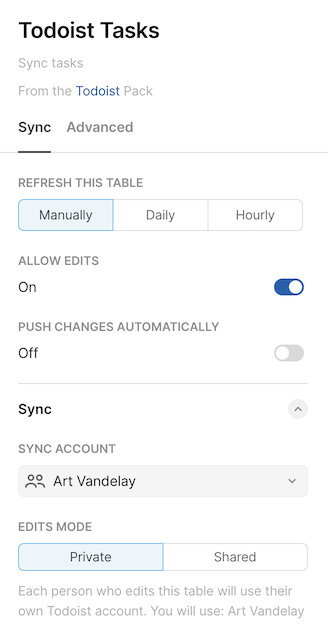 Todoist Tasks
Sync tasks
From the Todoist Pack
Sync Advanced
REFRESH THIS TABLE
Manually Daily Hourly
ALLOW EDITS
On
PUSH CHANGES AUTOMATICALLY
Off
Sync
SYNC ACCOUNT
Art Vandelay
EDITS MODE
Private Shared
Each person who edits this table will use their
own Todoist account. You will use: Art Vandelay